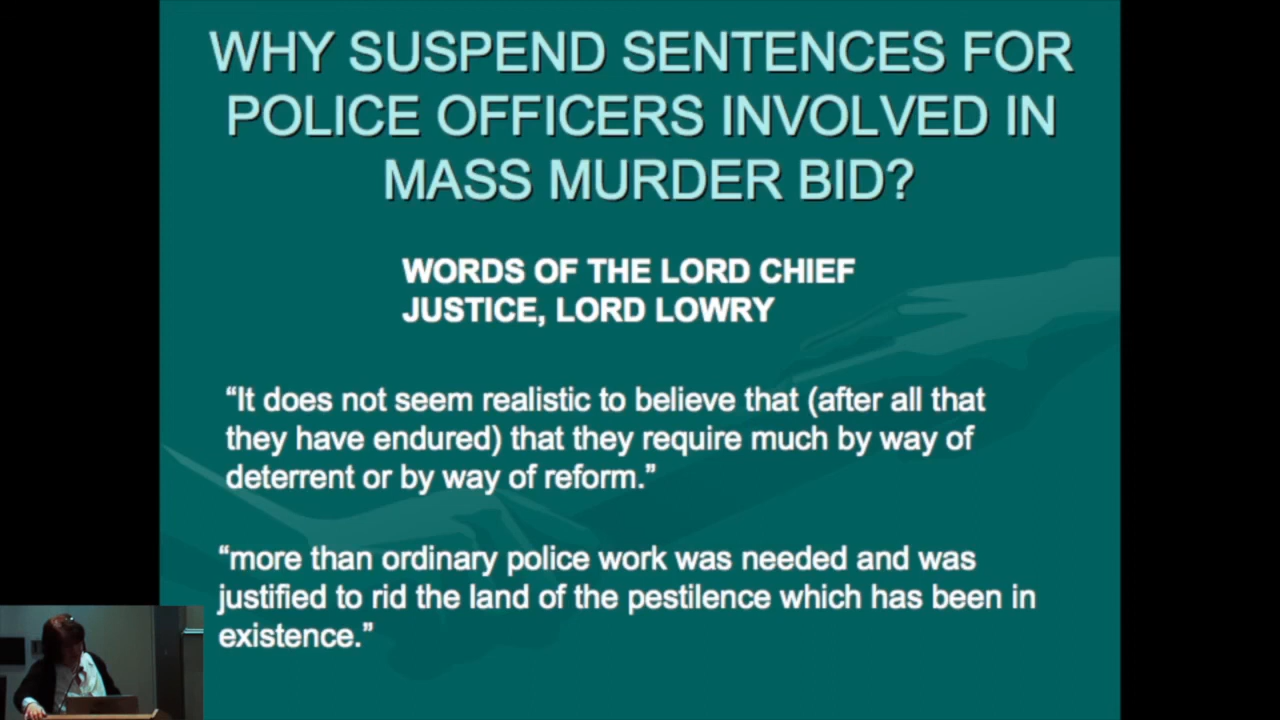 WHY SUSPEND SENTENCES FOR
POLICE OFFICERS INVOLVED IN
MASS MURDER BID?
WORDS OF THE LORD CHIEF
JUSTICE, LORD LOWRY
“It does not seem realistic to believe that (after all that
they have endured) that they require much by way of
deterrent or by way of reform.”
“more than ordinary police work was needed and was
justified to rid the land of the pestilence which has been in
existence.”